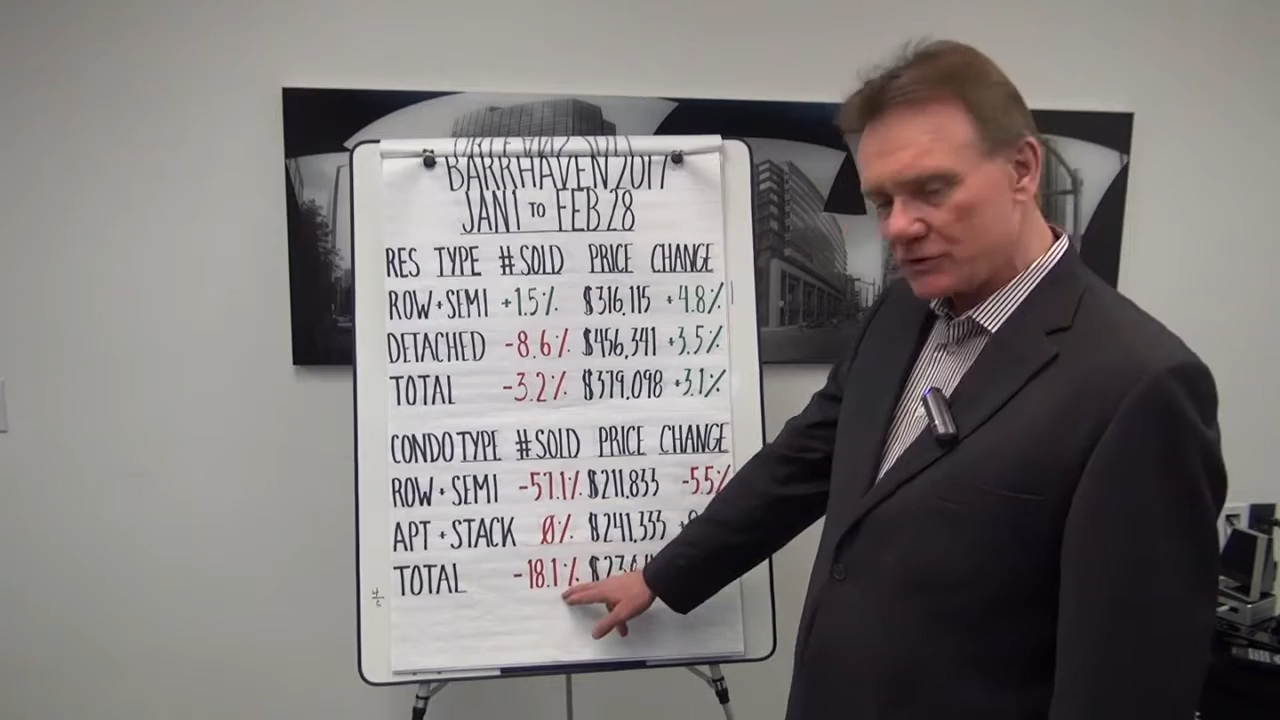 BARRHAVEN 2017
JAN 1 TO FEB 28
RES TYPE # SOLD PRICE CHANGE
ROW + SEMI +1.5% $316,115 +4.8%
DETACHED -8.6% $456,341 +3.5%
TOTAL -3.2% $379,098 +3.1%
CONDO TYPE # SOLD PRICE CHANGE
ROW + SEMI -57.1% $211,833 -5.5%
APT + STACK 0% $241,333
TOTAL -18.1%